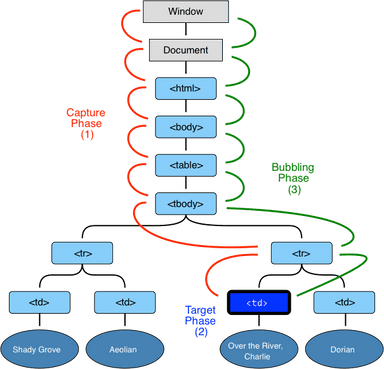 Window
Document
<html>
Capture
Phase
(1)
<body>
<table>
Bubbling
Phase
(3)
<tbody>
<tr>
<tr>
<td>
<td>
Target
Phase
(2)
<td>
<td>
Shady Grove
Aeolian
Over the River,
Charlie
Dorian